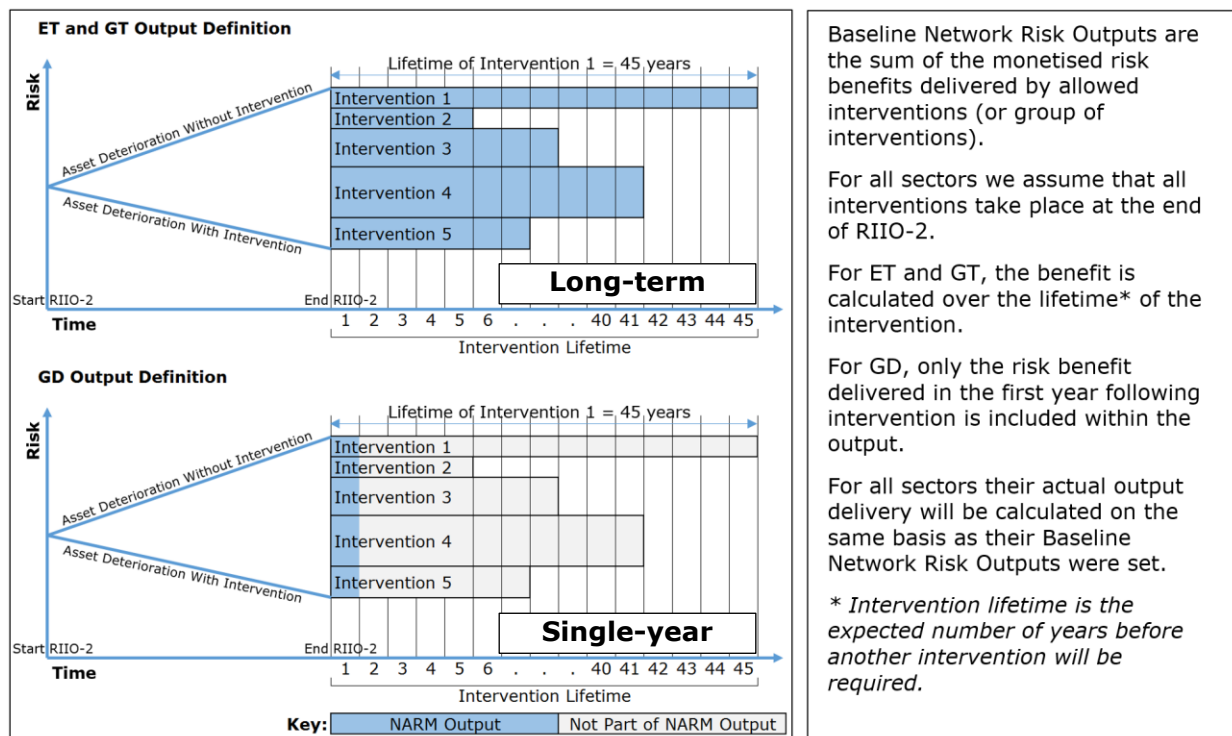 ET and GT Output Definition
Risk
Lifetime of Intervention 1 = 45 years
Asset Deterioration Without Intervention
Asset Deterioration With Intervention
Intervention 1
Intervention 2
Intervention 3
Intervention 4
Intervention 5
Long-term
Start RIIO-2
End RIIO-2
Time
1 2 3 4 5 6 . . . 40 41 42 43 44 45
Intervention Lifetime
GD Output Definition
Risk
Lifetime of Intervention 1 = 45 years
Asset Deterioration Without Intervention
Asset Deterioration With Intervention
Intervention 1
Intervention 2
Intervention 3
Intervention 4
Intervention 5
Single-year
Start RIIO-2
End RIIO-2
Time
1 2 3 4 5 6 . . . 40 41 42 43 44 45
Intervention Lifetime
Key: NARM Output Not Part of NARM Output
Baseline Network Risk Outputs are
the sum of the monetised risk
benefits delivered by allowed
interventions (or group of
interventions).
For all sectors we assume that all
interventions take place at the end
of RIIO-2.
For ET and GT, the benefit is
calculated over the lifetime* of the
intervention.
For GD, only the risk benefit
delivered in the first year following
intervention is included within the
output.
For all sectors their actual output
delivery will be calculated on the
same basis as their Baseline
Network Risk Outputs were set.
* Intervention lifetime is the
expected number of years before
another intervention will be
required.